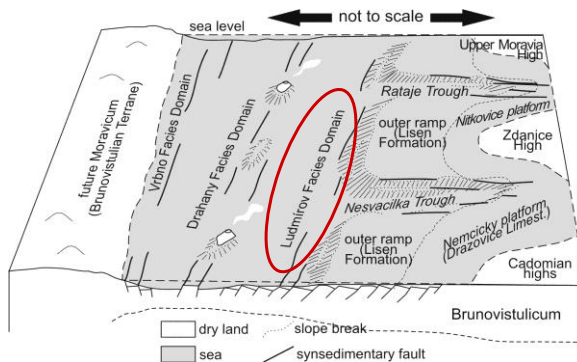 not to scale
sea level
Upper Moravia
High
Rataje Trough
Nitkovice platform
Zdanice
High
outer ramp
(Lisen
Formation)
future Moravicum
(Brunovistulian Terrane)
Vrbno Facies Domain
Drahany Facies Domain
Ludmírov Facies Domain
Nesvacilka Trough
outer ramp
(Lisen
Formation)
Nemcicky platform
(Drazovice Limest.)
Cadomian
highs
Brunovistulicum
dry land
slope break
sea
synsedimentary fault